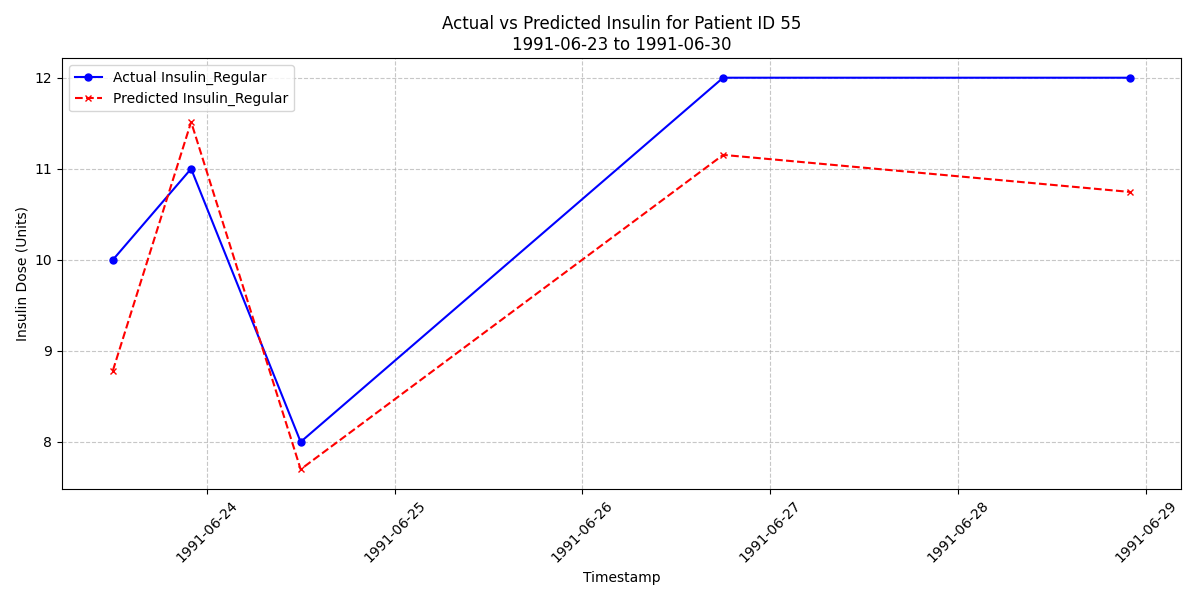 Actual vs Predicted Insulin for Patient ID 55
1991-06-23 to 1991-06-30
Actual Insulin_Regular
Predicted Insulin_Regular
Insulin Dose (Units)
12
11
10
9
8
1991-06-24
1991-06-25
1991-06-26
1991-06-27
1991-06-28
1991-06-29
Timestamp